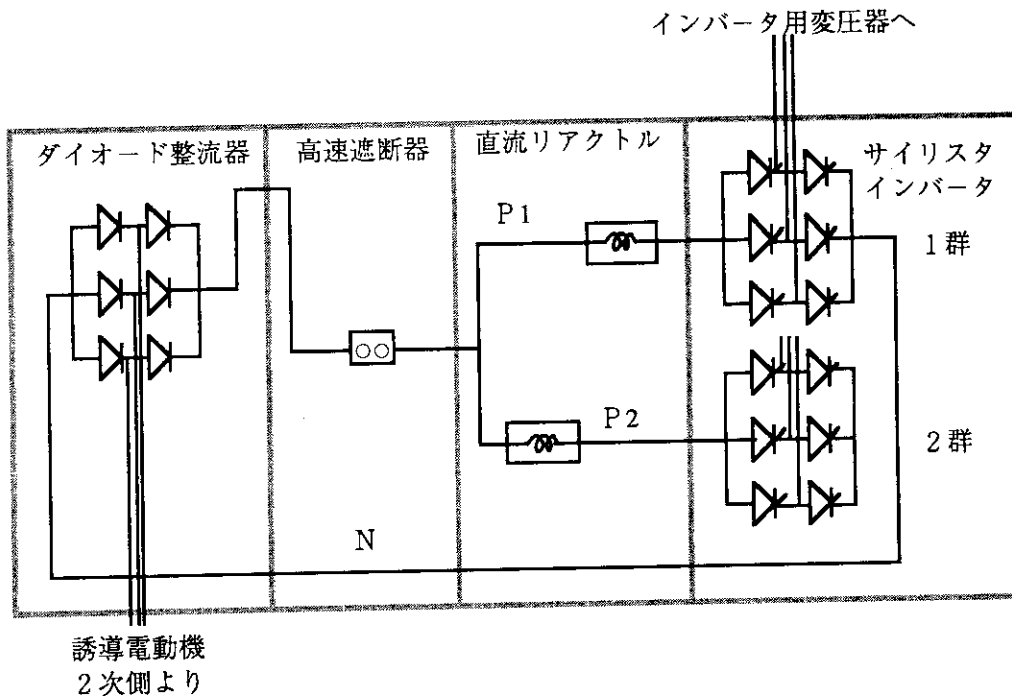 インバータ用変圧器へ
ダイオード整流器
高速遮断器
直流リアクトル
サイリスタ
インバータ
P1
1群
P2
2群
N
誘導電動機
2次側より